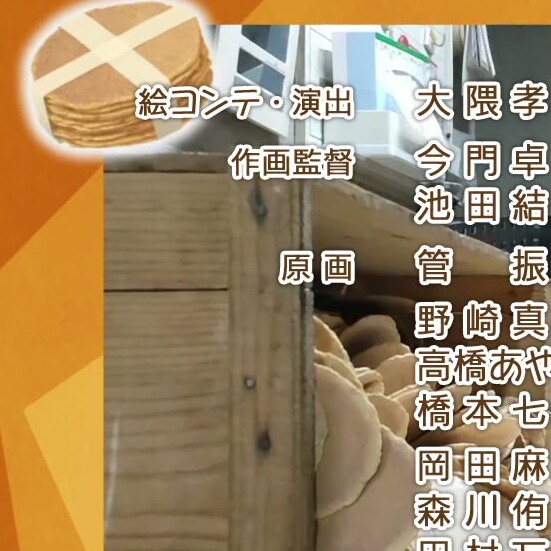 絵コンテ・演出 大隈孝
作画監督 今門卓
池田結
原画 管振
野崎真
高橋あや
橋本七
岡田麻
森川侑